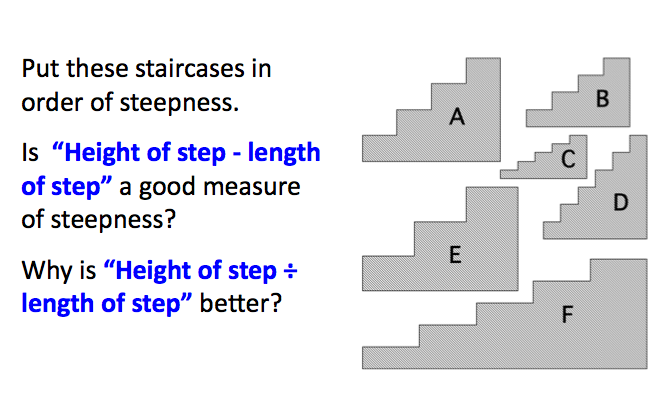 Put these staircases in
order of steepness.
Is “Height of step - length
of step” a good measure
of steepness?
Why is “Height of step ÷
length of step” better?
A
B
C
D
E
F